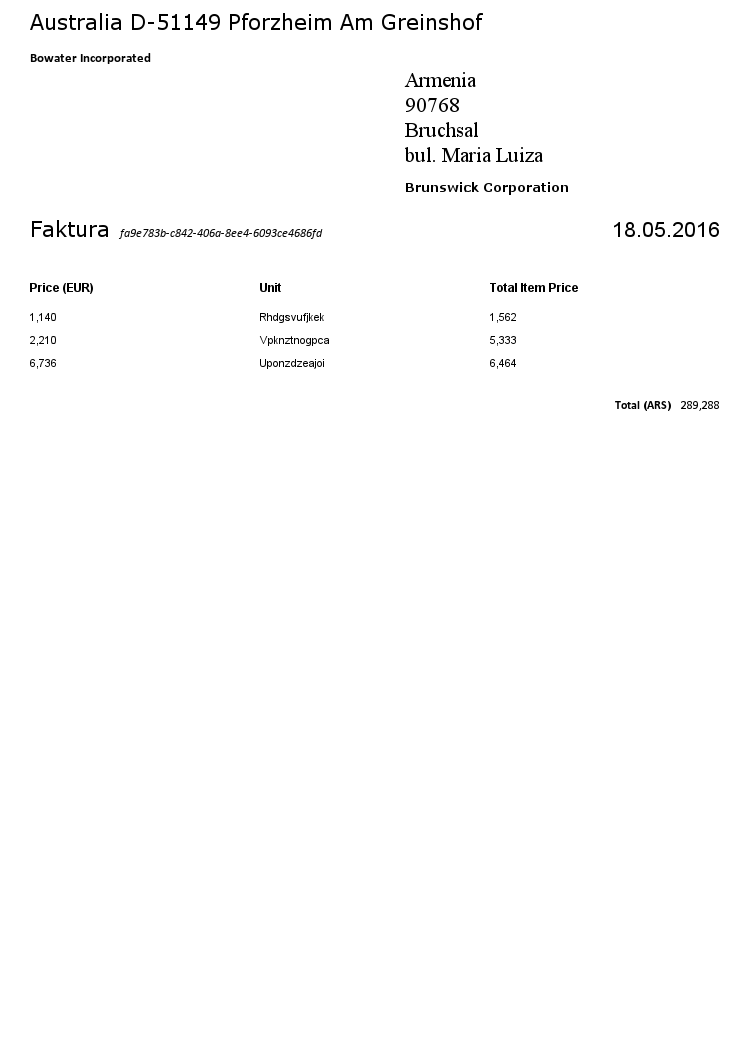 Australia D-51149 Pforzheim Am Greinshof
Bowater Incorporated
Armenia
90768
Bruchsal
bul. Maria Luiza
Brunswick Corporation
Faktura fa9e783b-c842-406a-8ee4-6093ce4686fd 18.05.2016
Price (EUR) Unit Total Item Price
1,140 Rhdgsvufjkek 1,562
2,210 Vpknztnogpca 5,333
6,736 Uponzdzeajoi 6,464
Total (ARS) 289,288